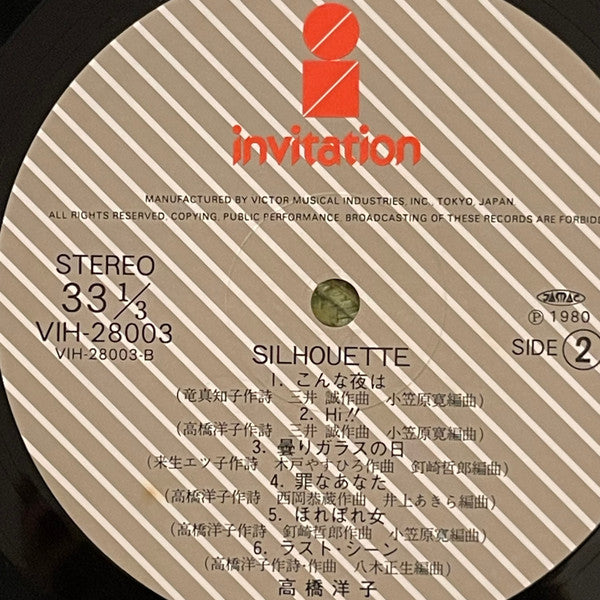 invitation
MANUFACTURED BY VICTOR MUSICAL INDUSTRIES, INC., TOKYO, JAPAN.
ALL RIGHTS RESERVED. COPYING, PUBLIC PERFORMANCE, BROADCASTING OF THESE RECORDS ARE FORBIDD
STEREO
33 1/3
VIH-28003
VIH-28003-B
JASRAC
Ⓟ 1980
SIDE 2
SILHOUETTE
1. こんな夜は
(竜真知子作詩 三井 誠作曲 小笠原寛編曲)
2. Hi!!
(高橋洋子作詩 三井 誠作曲 小笠原寛編曲)
3. 曇りガラスの日
(来生エツ子作詩 木戸やすひろ作曲 釘崎哲郎編曲)
4. 罪なあなた
(高橋洋子作詩 西岡恭蔵作曲 井上あきら編曲)
5. ほれぼれ女
(高橋洋子作詩 釘崎哲郎作曲 小笠原寛編曲)
6. ラスト・シーン
(高橋洋子作詩・作曲 八木正生編曲)
高橋洋子